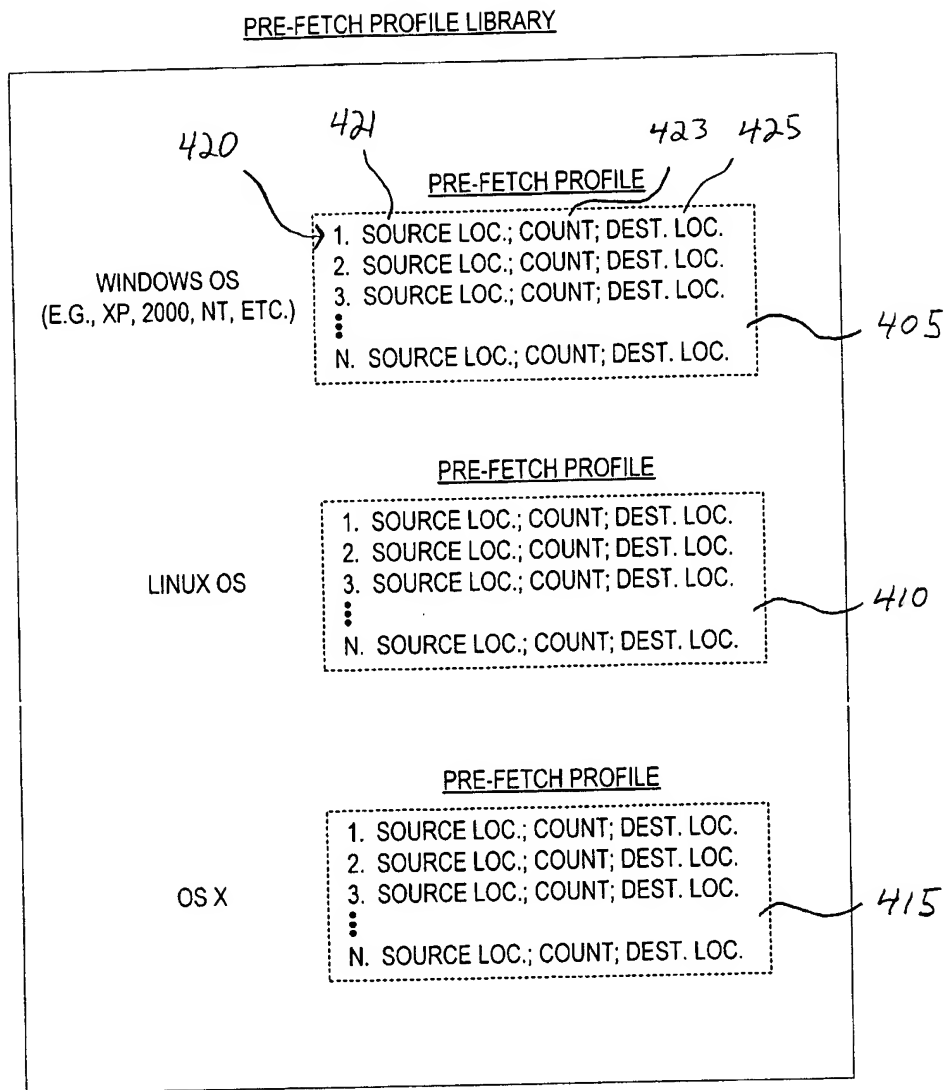 PRE-FETCH PROFILE LIBRARY
420
421
423
425
PRE-FETCH PROFILE
1. SOURCE LOC.; COUNT; DEST. LOC.
2. SOURCE LOC.; COUNT; DEST. LOC.
3. SOURCE LOC.; COUNT; DEST. LOC.
N. SOURCE LOC.; COUNT; DEST. LOC.
WINDOWS OS
(E.G., XP, 2000, NT, ETC.)
405
PRE-FETCH PROFILE
1. SOURCE LOC.; COUNT; DEST. LOC.
2. SOURCE LOC.; COUNT; DEST. LOC.
3. SOURCE LOC.; COUNT; DEST. LOC.
N. SOURCE LOC.; COUNT; DEST. LOC.
LINUX OS
410
PRE-FETCH PROFILE
1. SOURCE LOC.; COUNT; DEST. LOC.
2. SOURCE LOC.; COUNT; DEST. LOC.
3. SOURCE LOC.; COUNT; DEST. LOC.
N. SOURCE LOC.; COUNT; DEST. LOC.
OS X
415